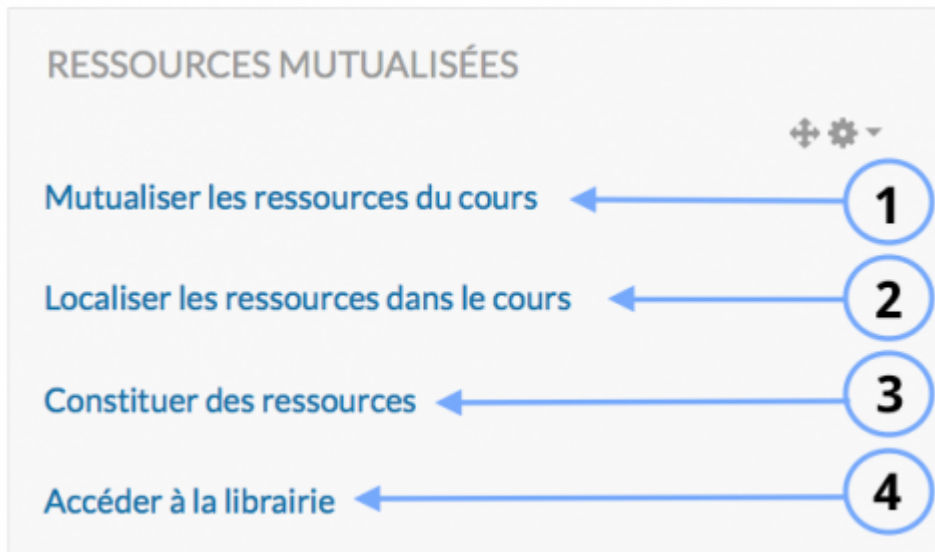 RESSOURCES MUTUALISÉES
Mutualiser les ressources du cours 1
Localiser les ressources dans le cours 2
Constituer des ressources 3
Accéder à la librairie 4